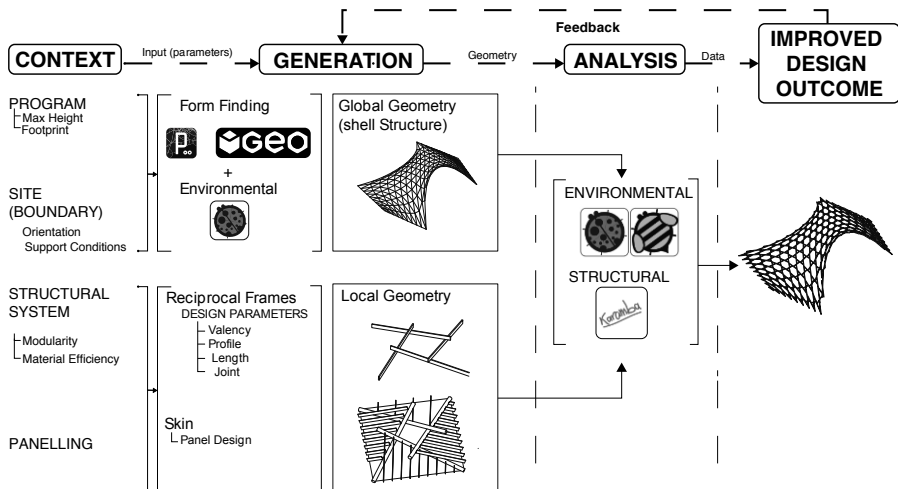 Feedback
CONTEXT
Input (parameters)
GENERATION
Geometry
ANALYSIS
Data
IMPROVED
DESIGN
OUTCOME
PROGRAM
Max Height
Footprint
SITE
(BOUNDARY)
Orientation
Support Conditions
STRUCTURAL
SYSTEM
Modularity
Material Efficiency
PANELLING
Form Finding
P
GEO
+
Environmental
Reciprocal Frames
DESIGN PARAMETERS
Valency
Profile
Length
Joint
Skin
Panel Design
Global Geometry
(shell Structure)
Local Geometry
ENVIRONMENTAL
STRUCTURAL
Karamba